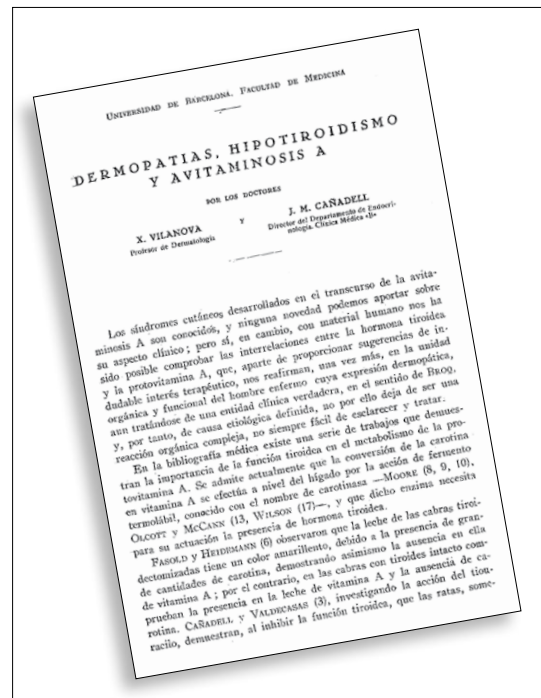 UNIVERSIDAD DE BARCELONA. FACULTAD DE MEDICINA
DERMOPATIAS, HIPOTIROIDISMO
Y AVITAMINOSIS A
POR LOS DOCTORES
X. VILANOVA
Profesor de Dermatología
Y
J. M. CAÑADELL
Director del Departamento de Endocri-
nología. Clínica Médica «B»
Los síndromes cutáneos desarrollados en el transcurso de la avita-
minosis A son conocidos, y ninguna novedad podemos aportar sobre
su aspecto clínico; pero sí, en cambio, con material humano nos ha
sido posible comprobar las interrelaciones entre la hormona tiroidea
y la protovitamina A, que, aparte de proporcionar sugerencias de in-
dudable interés terapéutico, nos reafirman, una vez más, en la unidad
orgánica y funcional del hombre enfermo cuya expresión dermopática,
aun tratándose de una entidad clínica verdadera, en el sentido de BROQ,
y, por tanto, de causa etiológica definida, no por ello deja de ser una
reacción orgánica compleja, no siempre fácil de esclarecer y tratar.
En la bibliografía médica existe una serie de trabajos que demues-
tran la importancia de la función tiroidea en el metabolismo de la pro-
tovitamina A. Se admite actualmente que la conversión de la carotina
en vitamina A se efectúa a nivel del hígado por la acción de fermento
termolábil, conocido con el nombre de carotinasa —MOORE (8, 9, 10),
OLCOTT y MCCANN (13, WILSON (17)—, y que dicho enzima necesita
para su actuación la presencia de hormona tiroidea.
FASOLD y HEIDEMANN (6) observaron que la leche de las cabras tiroi-
dectomizadas tiene un color amarillento, debido a la presencia de gran-
des cantidades de carotina, demostrando asimismo la ausencia en ella
de vitamina A; por el contrario, en las cabras con tiroides intacto com-
prueban la presencia en la leche de vitamina A y la ausencia de ca-
rotina. CAÑADELL y VALDECASAS (3), investigando la acción del tiou-
racilo, demuestran, al inhibir la función tiroidea, que las ratas, some-